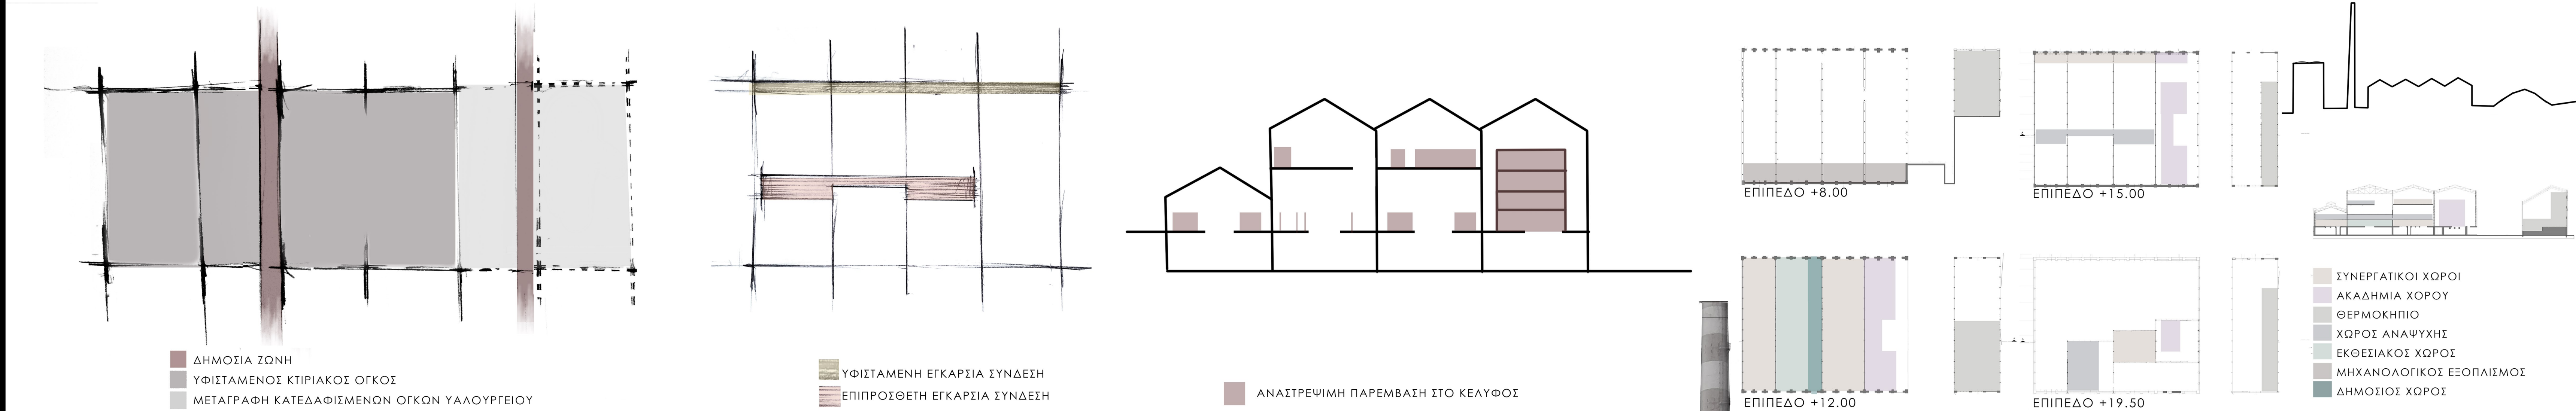 ΔΗΜΟΣΙΑ ΖΩΝΗ
ΥΦΙΣΤΑΜΕΝΟΣ ΚΤΙΡΙΑΚΟΣ ΟΓΚΟΣ
ΜΕΤΑΓΡΑΦΗ ΚΑΤΕΔΑΦΙΣΜΕΝΩΝ ΟΓΚΩΝ ΥΑΛΟΥΡΓΕΙΟΥ
ΥΦΙΣΤΑΜΕΝΗ ΕΓΚΑΡΣΙΑ ΣΥΝΔΕΣΗ
ΕΠΙΠΡΟΣΘΕΤΗ ΕΓΚΑΡΣΙΑ ΣΥΝΔΕΣΗ
ΑΝΑΣΤΡΕΨΙΜΗ ΠΑΡΕΜΒΑΣΗ ΣΤΟ ΚΕΛΥΦΟΣ
ΕΠΙΠΕΔΟ +8.00
ΕΠΙΠΕΔΟ +15.00
ΕΠΙΠΕΔΟ +12.00
ΕΠΙΠΕΔΟ +19.50
ΣΥΝΕΡΓΑΤΙΚΟΙ ΧΩΡΟΙ
ΑΚΑΔΗΜΙΑ ΧΟΡΟΥ
ΘΕΡΜΟΚΗΠΙΟ
ΧΩΡΟΣ ΑΝΑΨΥΧΗΣ
ΕΚΘΕΣΙΑΚΟΣ ΧΩΡΟΣ
ΜΗΧΑΝΟΛΟΓΙΚΟΣ ΕΞΟΠΛΙΣΜΟΣ
ΔΗΜΟΣΙΟΣ ΧΩΡΟΣ